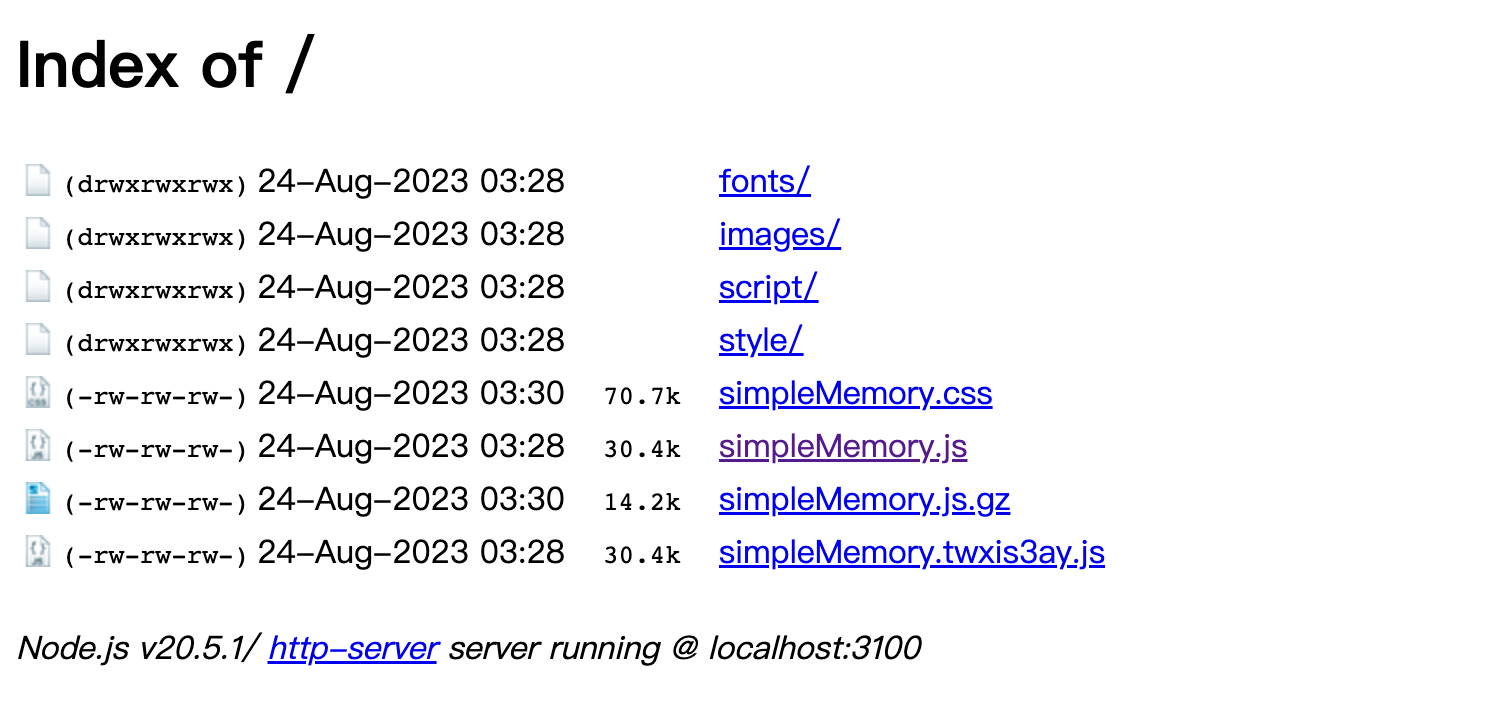 Index of /
(drwxrwxrwx) 24-Aug-2023 03:28 fonts/
(drwxrwxrwx) 24-Aug-2023 03:28 images/
(drwxrwxrwx) 24-Aug-2023 03:28 script/
(drwxrwxrwx) 24-Aug-2023 03:28 style/
(-rw-rw-rw-) 24-Aug-2023 03:30 70.7k simpleMemory.css
(-rw-rw-rw-) 24-Aug-2023 03:28 30.4k simpleMemory.js
(-rw-rw-rw-) 24-Aug-2023 03:30 14.2k simpleMemory.js.gz
(-rw-rw-rw-) 24-Aug-2023 03:28 30.4k simpleMemory.twxis3ay.js
Node.js v20.5.1/ http-server server running @ localhost:3100